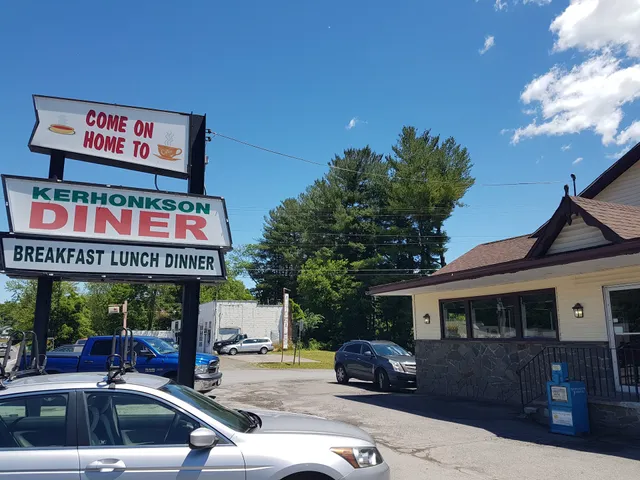 COME ON
HOME TO
KERHONKSON
DINER
BREAKFAST LUNCH DINNER